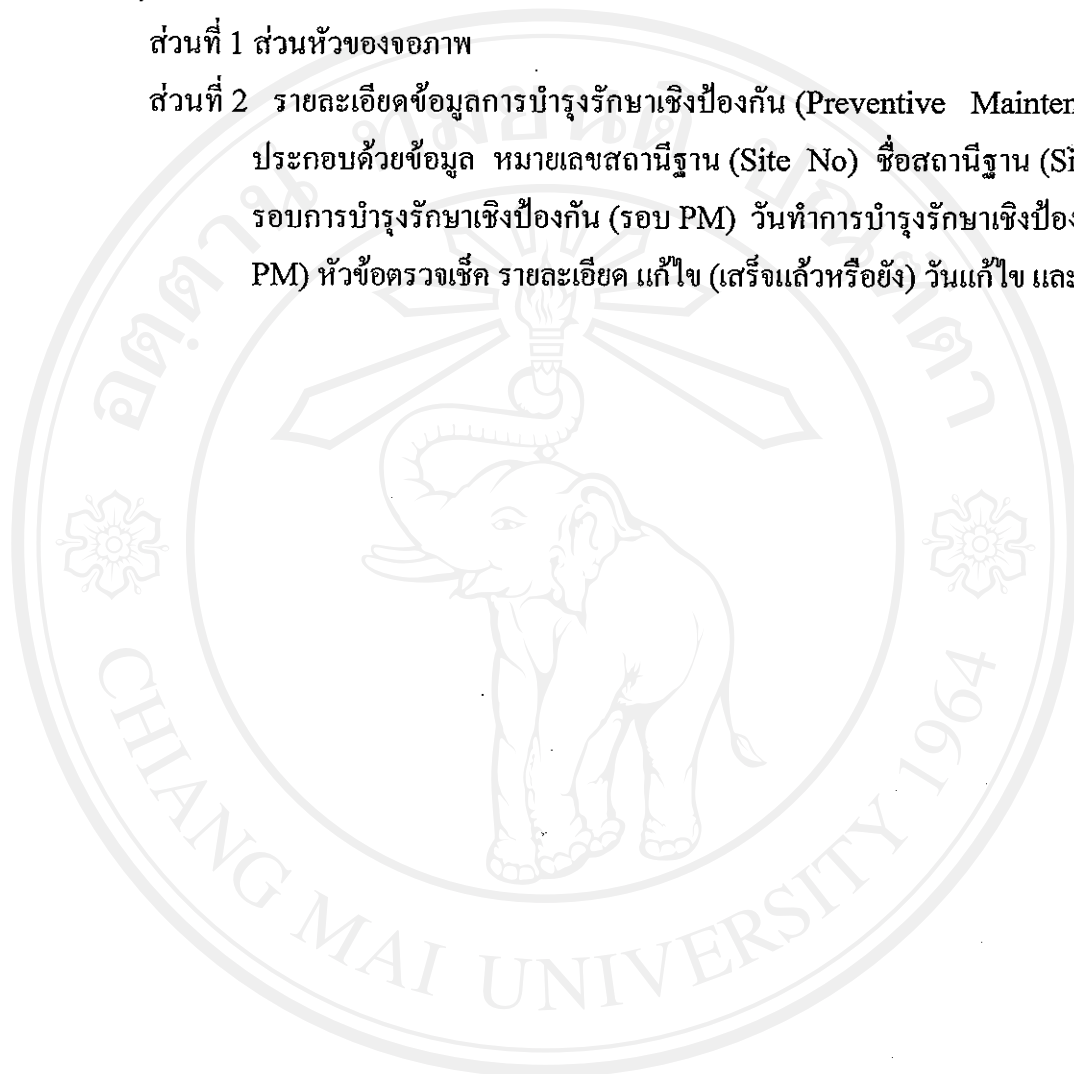 ส่วนที่ 1 ส่วนหัวของจอภาพ
ส่วนที่ 2 รายละเอียดข้อมูลการบำรุงรักษาเชิงป้องกัน (Preventive Mainten
ประกอบด้วยข้อมูล หมายเลขสถานีฐาน (Site No) ชื่อสถานีฐาน (Si
รอบการบำรุงรักษาเชิงป้องกัน (รอบ PM) วันทำการบำรุงรักษาเชิงป้อง
PM) หัวข้อตรวจเช็ค รายละเอียด แก้ไข (เสร็จแล้วหรือยัง) วันแก้ไข และ
CHIANG MAI UNIVERSITY 1964